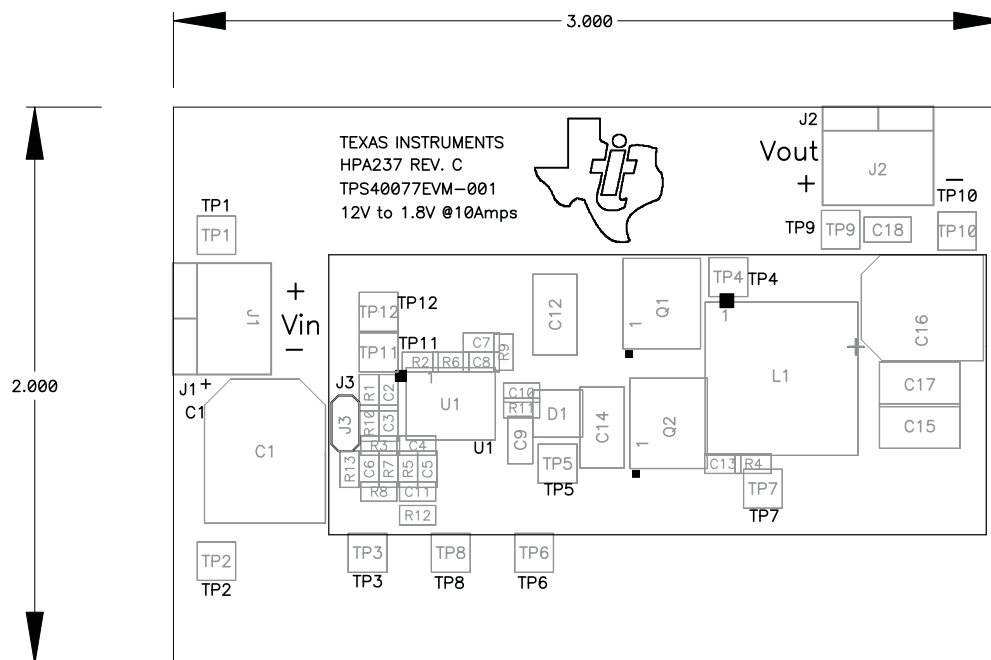 3.000
2.000
TEXAS INSTRUMENTS
HPA237 REV. C
TPS40077EVM-001
12V to 1.8V @10Amps
J2
Vout
+
-
J2
TP10
TP9
TP9
C18
TP10
TP1
TP1
J1
+
Vin
-
J1
+
C1
C1
TP12
TP12
TP11
TP11
C7
R9
R2
R6
C8
1
U1
U1
J3
J3
R1
C2
R10
C3
R3
C4
R13
C6
R7
R5
C5
R8
C11
R12
C12
C10
R11
C9
D1
C14
TP5
TP5
Q1
1
Q2
1
TP4
TP4
1
L1
+
C16
C17
C15
C13
R4
TP7
TP7
TP2
TP2
TP3
TP3
TP8
TP8
TP6
TP6